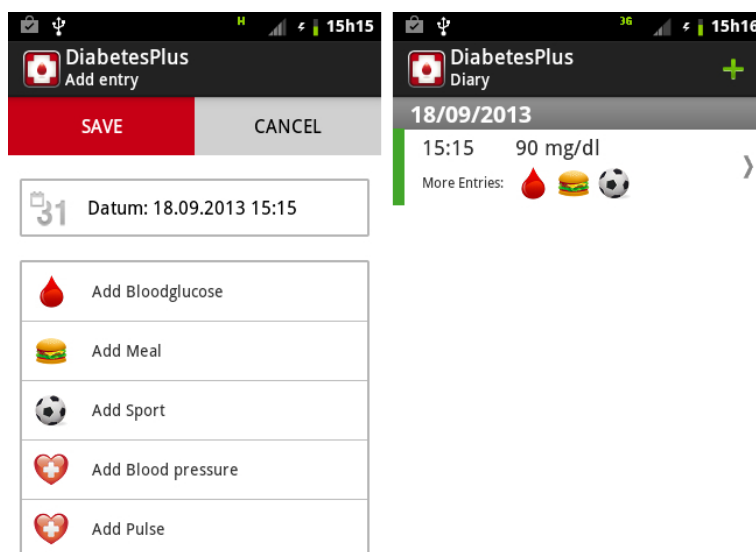 H 15h15
DiabetesPlus
Add entry
SAVE CANCEL
31 Datum: 18.09.2013 15:15
Add Bloodglucose
Add Meal
Add Sport
Add Blood pressure
Add Pulse
3G 15h16
DiabetesPlus
Diary
18/09/2013
15:15 90 mg/dl
More Entries: